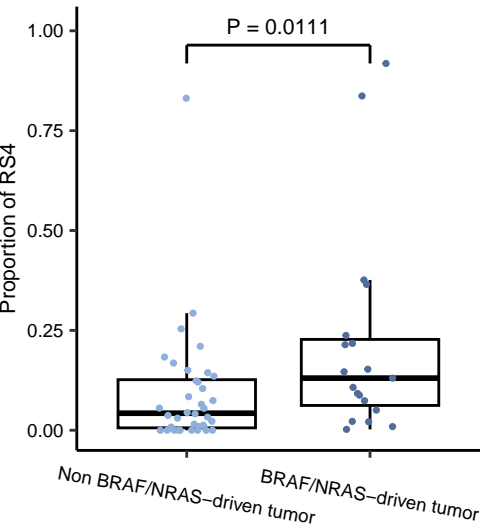 P = 0.0111
1.00
0.75
0.50
0.25
0.00
Proportion of RS4
Non BRAF/NRAS–driven tumor
BRAF/NRAS–driven tumor